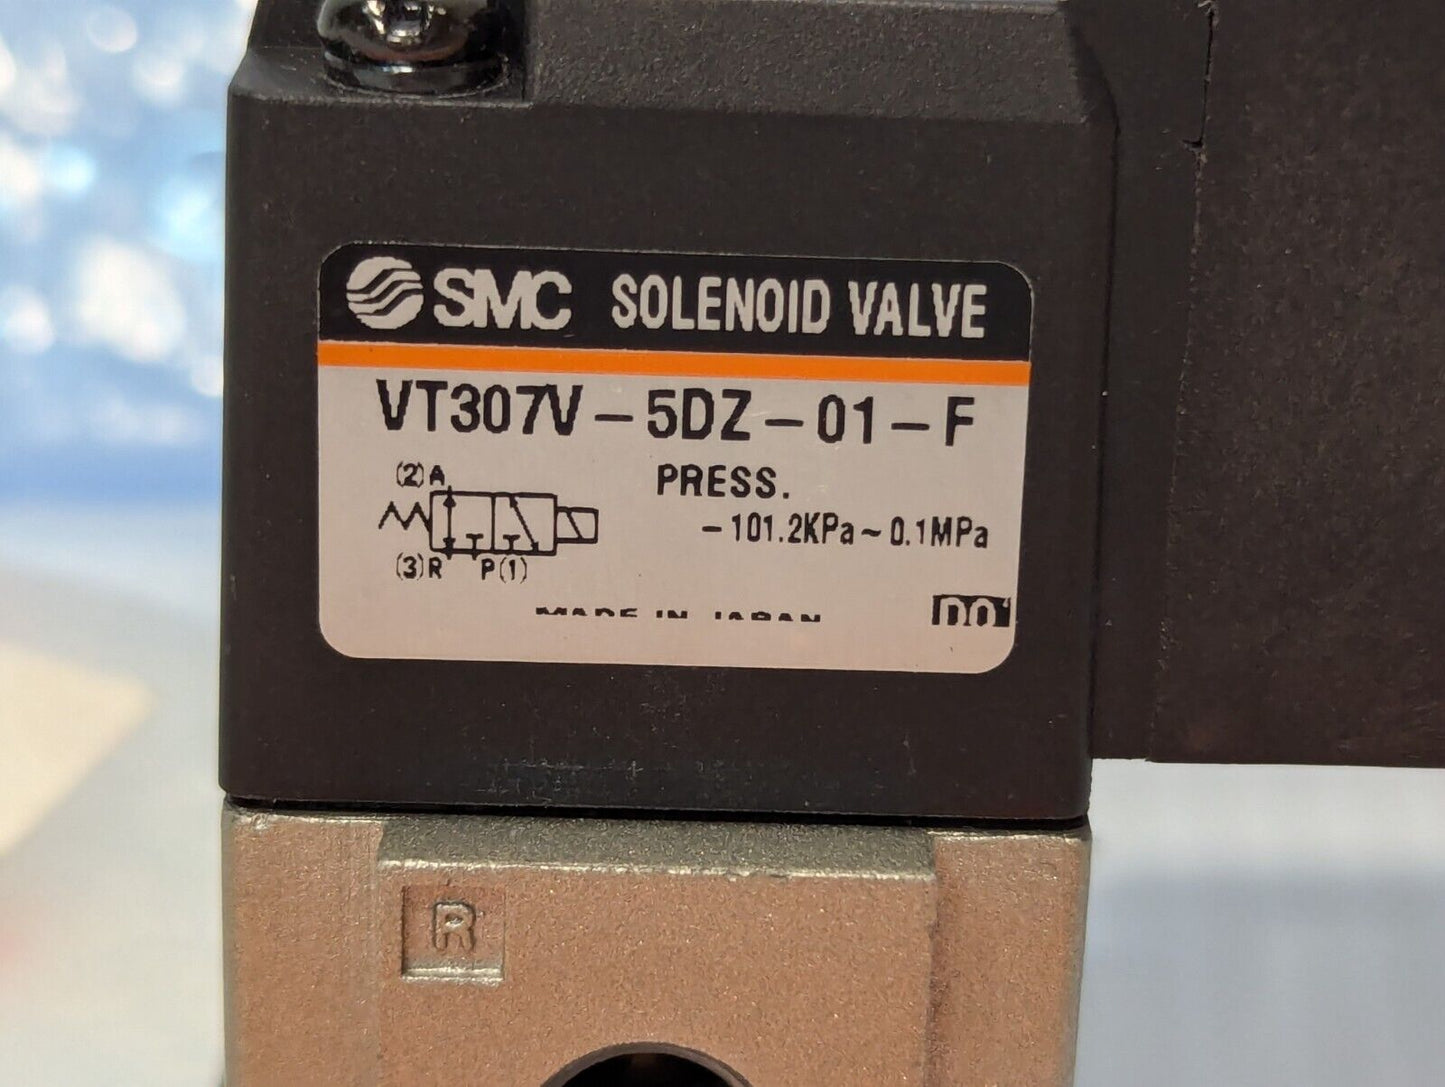 SMC SOLENOID VALVE
VT307V-5DZ-01-F
(2) A
PRESS.
-101.2KPa~0.1MPa
(3) R P(1)
MADE IN JAPAN
R